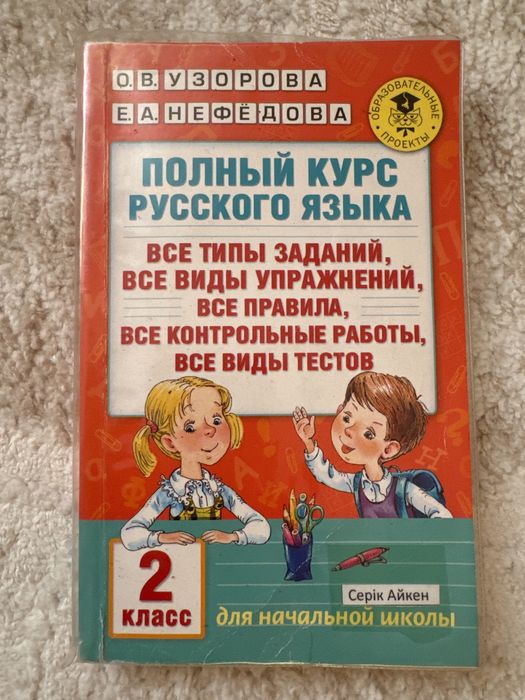 О.В. УЗОРОВА
Е.А. НЕФЁДОВА
ОБРАЗОВАТЕЛЬНЫЕ
ПРОЕКТЫ
ПОЛНЫЙ КУРС
РУССКОГО ЯЗЫКА
ВСЕ ТИПЫ ЗАДАНИЙ,
ВСЕ ВИДЫ УПРАЖНЕНИЙ,
ВСЕ ПРАВИЛА,
ВСЕ КОНТРОЛЬНЫЕ РАБОТЫ,
ВСЕ ВИДЫ ТЕСТОВ
2
КЛАСС
Серік Айкен
для начальной школы